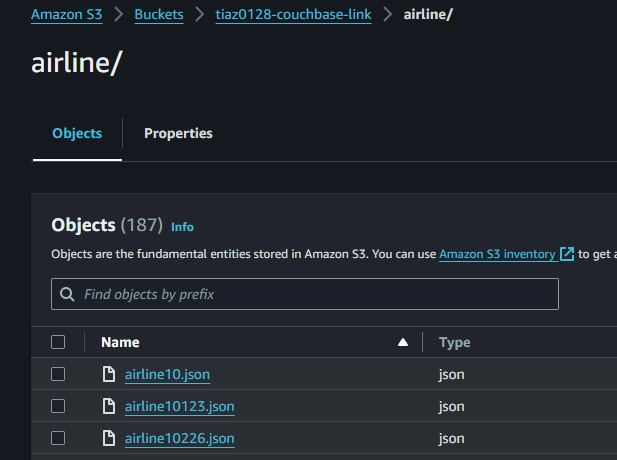 Amazon S3 > Buckets > tiaz0128-couchbase-link > airline/
airline/
Objects Properties
Objects (187) Info
Objects are the fundamental entities stored in Amazon S3. You can use Amazon S3 inventory to get a
Find objects by prefix
Name Type
airline10.json json
airline10123.json json
airline10226.json json